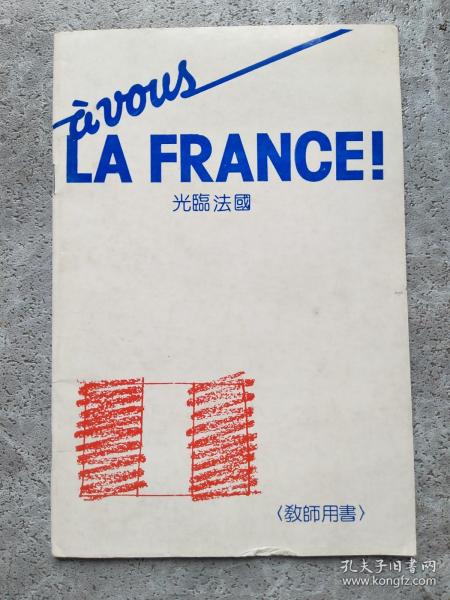 à vous
LA FRANCE!
光臨法國
〈教師用書〉
孔夫子旧书网
www.kongfz.com